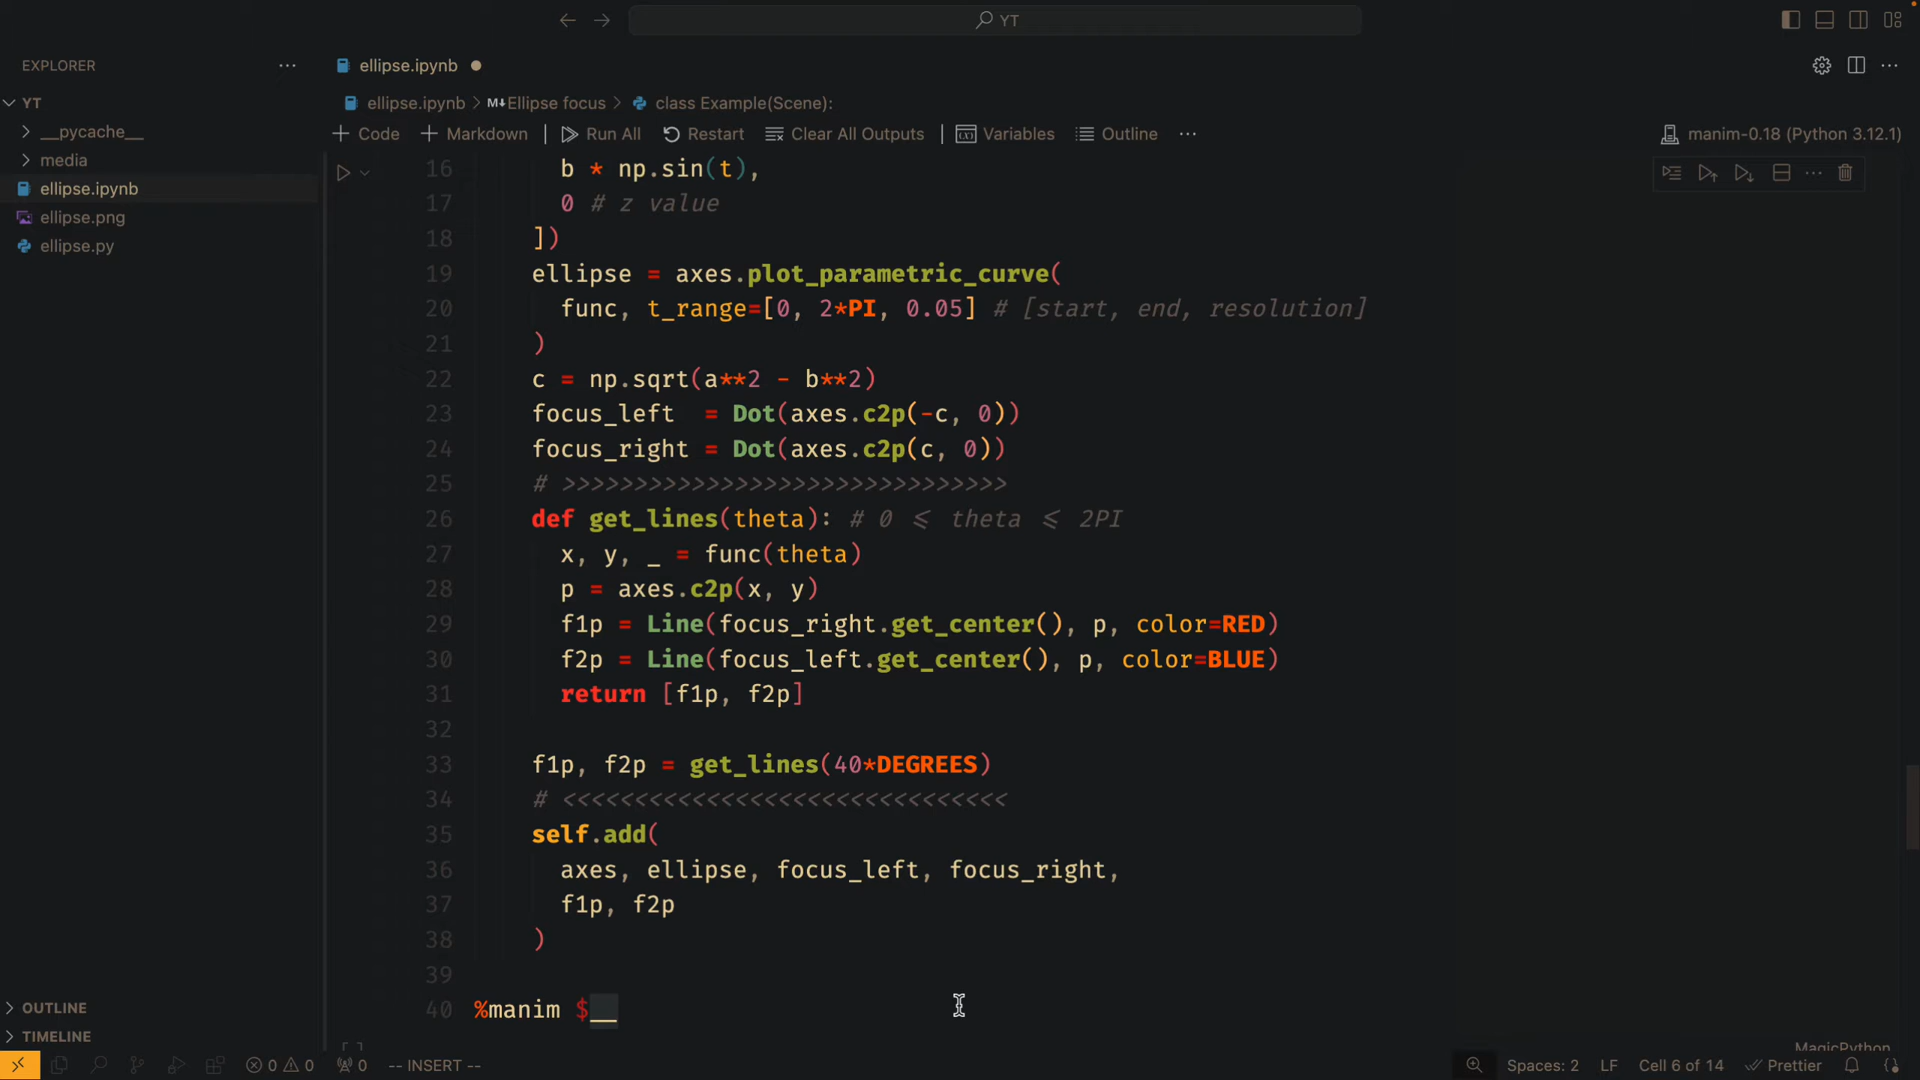 YT
EXPLORER
ellipse.ipynb
YT
ellipse.ipynb > M↓Ellipse focus > class Example(Scene):
__pycache__
Code Markdown Run All Restart Clear All Outputs Variables Outline
manim-0.18 (Python 3.12.1)
media
ellipse.ipynb
ellipse.png
ellipse.py
16 b * np.sin(t),
17 0 # z value
18 ])
19 ellipse = axes.plot_parametric_curve(
20 func, t_range=[0, 2*PI, 0.05] # [start, end, resolution]
21 )
22 c = np.sqrt(a**2 - b**2)
23 focus_left  = Dot(axes.c2p(-c, 0))
24 focus_right = Dot(axes.c2p(c, 0))
25 # >>>>>>>>>>>>>>>>>>>>>>>>>>>>>>>
26 def get_lines(theta): # 0 ⩽ theta ⩽ 2PI
27 x, y, _ = func(theta)
28 p = axes.c2p(x, y)
29 f1p = Line(focus_right.get_center(), p, color=RED)
30 f2p = Line(focus_left.get_center(), p, color=BLUE)
31 return [f1p, f2p]
32
33 f1p, f2p = get_lines(40*DEGREES)
34 # <<<<<<<<<<<<<<<<<<<<<<<<<<<<<<<
35 self.add(
36 axes, ellipse, focus_left, focus_right,
37 f1p, f2p
38 )
39
40 %manim $__
OUTLINE
TIMELINE
MagicPython
0 0 0 -- INSERT --
Spaces: 2 LF Cell 6 of 14 Prettier